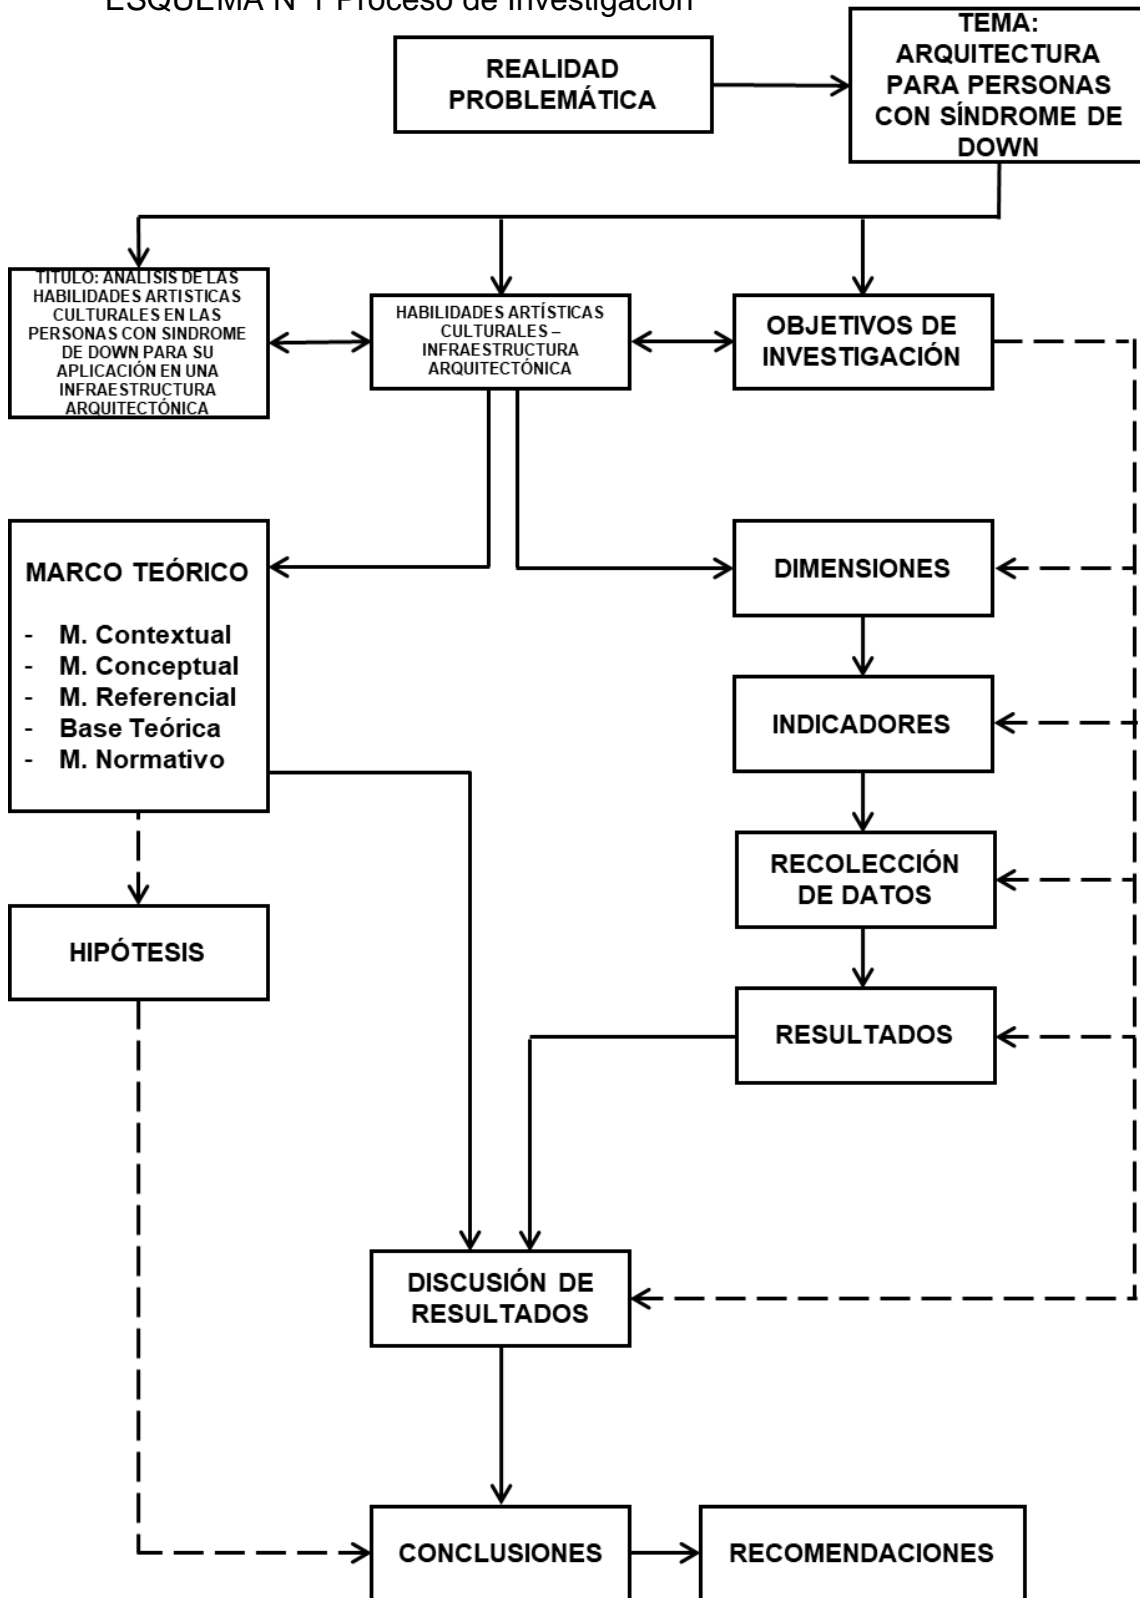 ESQUEMA N°1 Proceso de Investigación
REALIDAD
PROBLEMÁTICA
TEMA:
ARQUITECTURA
PARA PERSONAS
CON SÍNDROME DE
DOWN
TITULO: ANALISIS DE LAS
HABILIDADES ARTISTICAS
CULTURALES EN LAS
PERSONAS CON SINDROME
DE DOWN PARA SU
APLICACIÓN EN UNA
INFRAESTRUCTURA
ARQUITECTÓNICA
HABILIDADES ARTÍSTICAS
CULTURALES –
INFRAESTRUCTURA
ARQUITECTÓNICA
OBJETIVOS DE
INVESTIGACIÓN
MARCO TEÓRICO
- M. Contextual
- M. Conceptual
- M. Referencial
- Base Teórica
- M. Normativo
DIMENSIONES
INDICADORES
RECOLECCIÓN
DE DATOS
HIPÓTESIS
RESULTADOS
DISCUSIÓN DE
RESULTADOS
CONCLUSIONES
RECOMENDACIONES